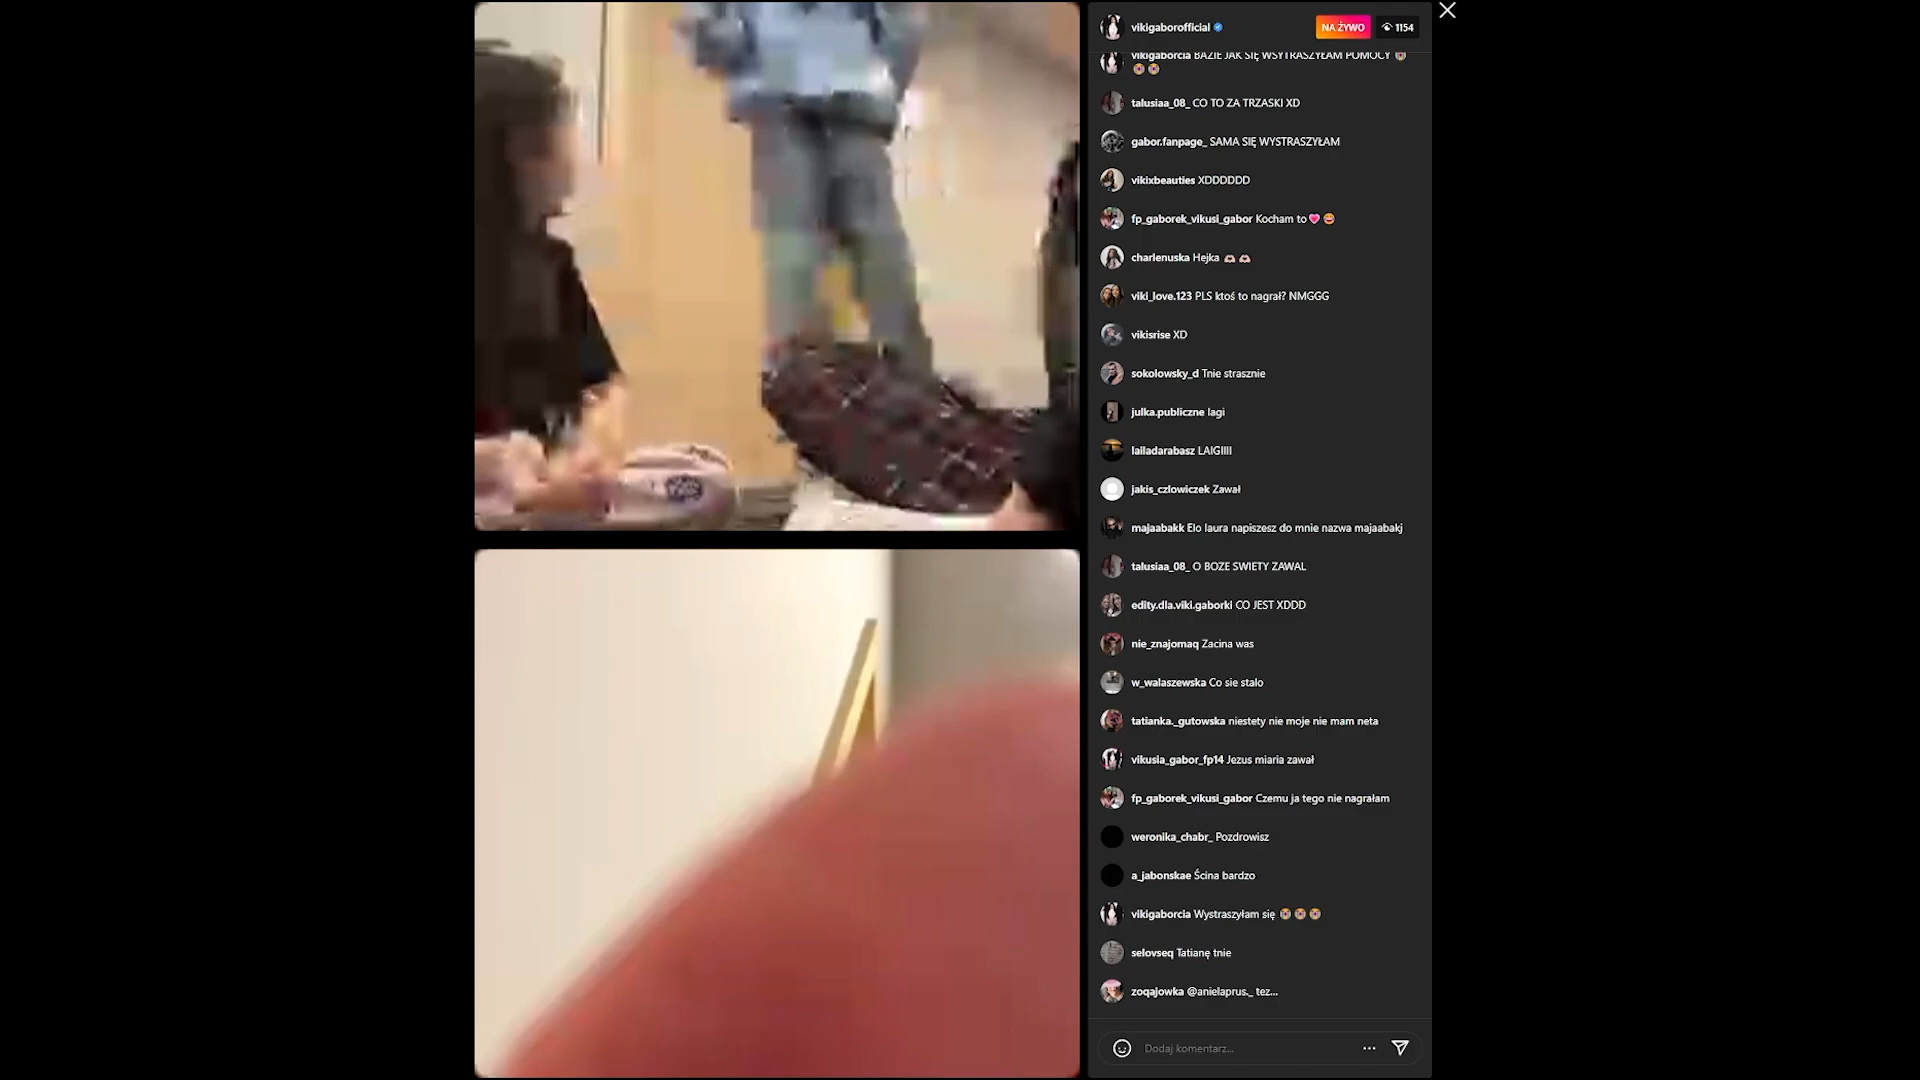 vikigaborofficial
NA ŻYWO
1154
vikigaborcia BAZIE JAK SIĘ WSYTRASZYŁAM POMOCY 😭
😭😭
talusiaa_08_ CO TO ZA TRZASKI XD
gabor.fanpage_ SAMA SIĘ WYSTRASZYŁAM
vikixbeauties XDDDDDD
fp_gaborek_vikusi_gabor Kocham to💗😄
charlenuska Hejka 🫶🏼🫶🏼
viki_love.123 PLS ktoś to nagrał? NMGGG
vikisrise XD
sokolowsky_d Tnie strasznie
julka.publiczne lagi
lailadarabasz LAIGIIII
jakis_czlowiczek Zawał
majaabakk Elo laura napiszesz do mnie nazwa majaabakj
talusiaa_08_ O BOZE SWIETY ZAWAL
edity.dla.viki.gaborki CO JEST XDDD
nie_znajomaq Zacina was
w_walaszewska Co sie stalo
tatianka._gutowska niestety nie moje nie mam neta
vikusia_gabor_fp14 Jezus miaria zawał
fp_gaborek_vikusi_gabor Czemu ja tego nie nagrałam
weronika_chabr_ Pozdrowisz
a_jabonskae Ścina bardzo
vikigaborcia Wystraszyłam się 😭😭😭
selovseq Tatianę tnie
zoqajowka @anielaprus._ tez...
Dodaj komentarz...